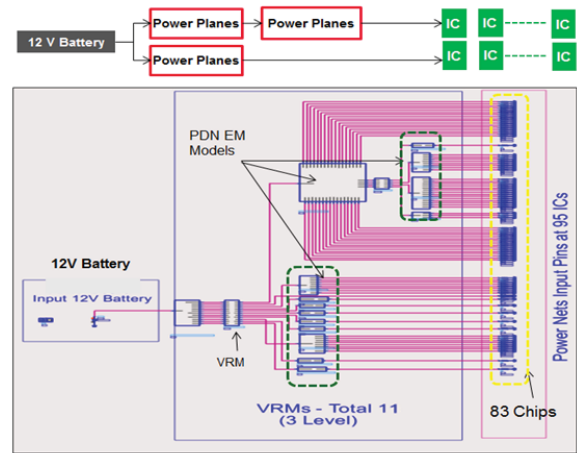 Power Planes
Power Planes
IC
IC
IC
12 V Battery
Power Planes
IC
IC
IC
PDN EM
Models
12V Battery
Input 12V Battery
VRM
VRMs - Total 11
(3 Level)
Power Nets Input Pins at 95 ICs
83 Chips